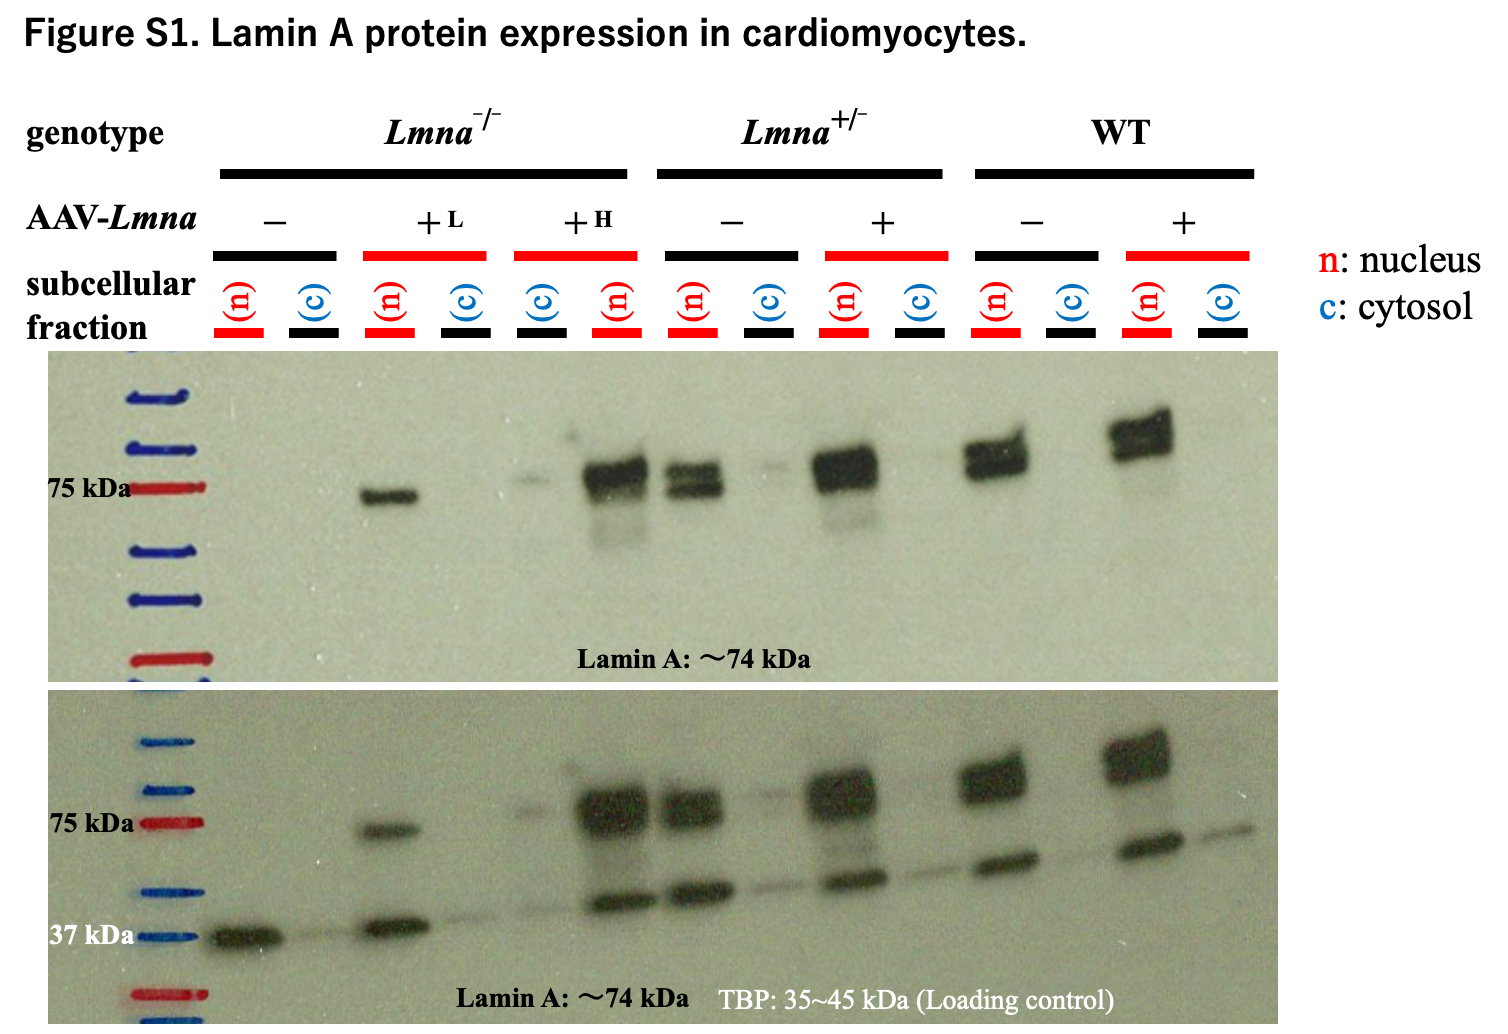 Figure S1. Lamin A protein expression in cardiomyocytes.
genotype Lmna−/− Lmna+/− WT
AAV-Lmna − + L + H − + − +
subcellular
fraction
(n) (c) (n) (c) (c) (n) (n) (c) (n) (c) (n) (c) (n) (c)
n: nucleus
c: cytosol
75 kDa
Lamin A: ~74 kDa
75 kDa
37 kDa
Lamin A: ~74 kDa TBP: 35~45 kDa (Loading control)